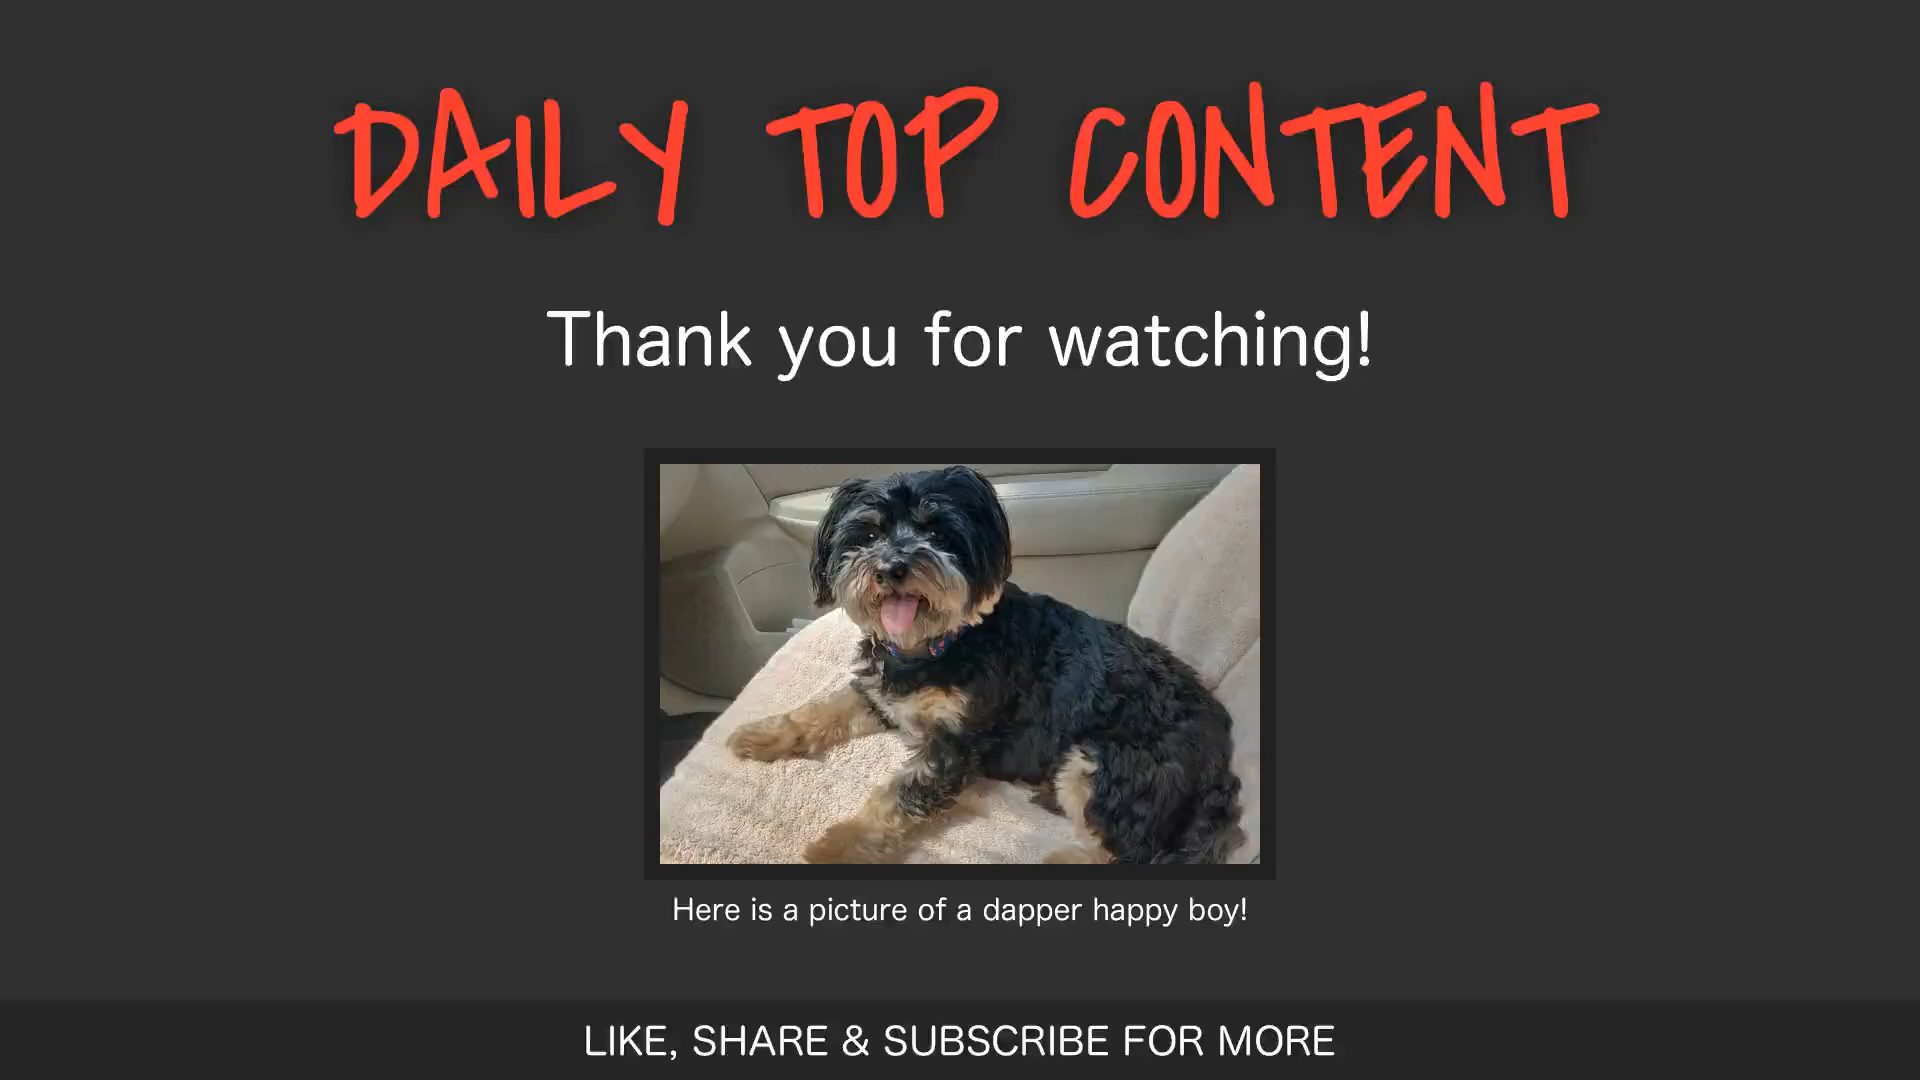 DAILY TOP CONTENT
Thank you for watching!
Here is a picture of a dapper happy boy!
LIKE, SHARE & SUBSCRIBE FOR MORE